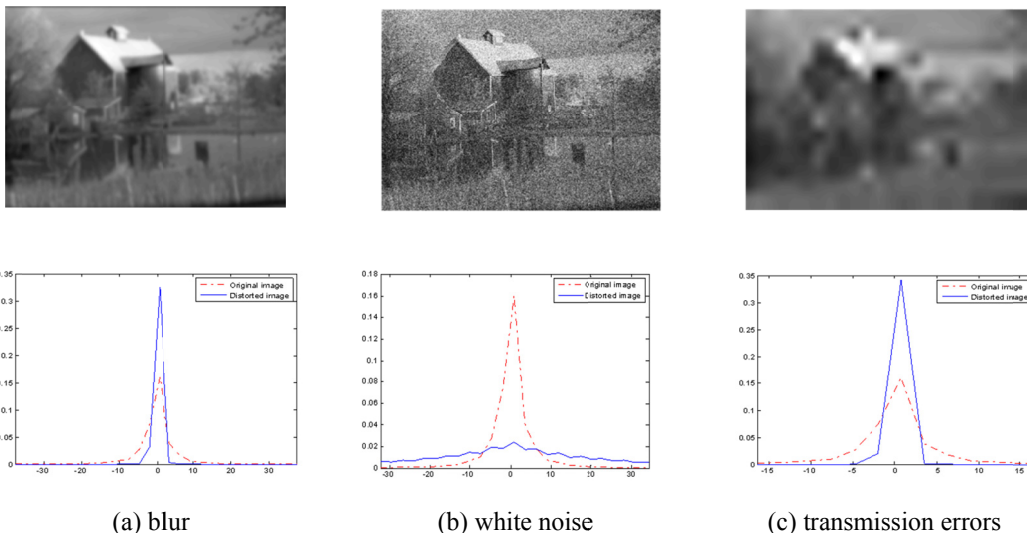 0.35
0.3
0.25
0.2
0.15
0.1
0.05
0
-30 -20 -10 0 10 20 30
Original image
Distorted image
0.18
0.16
0.14
0.12
0.1
0.08
0.06
0.04
0.02
0
-30 -20 -10 0 10 20 30
Original image
Distorted image
0.35
0.3
0.25
0.2
0.15
0.1
0.05
0
-15 -10 -5 0 5 10 15
Original image
Distorted image
(a) blur
(b) white noise
(c) transmission errors